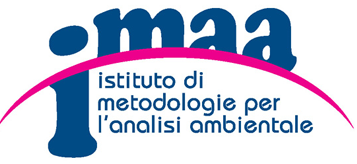 imaa
istituto di
metodologie per
l'analisi ambientale